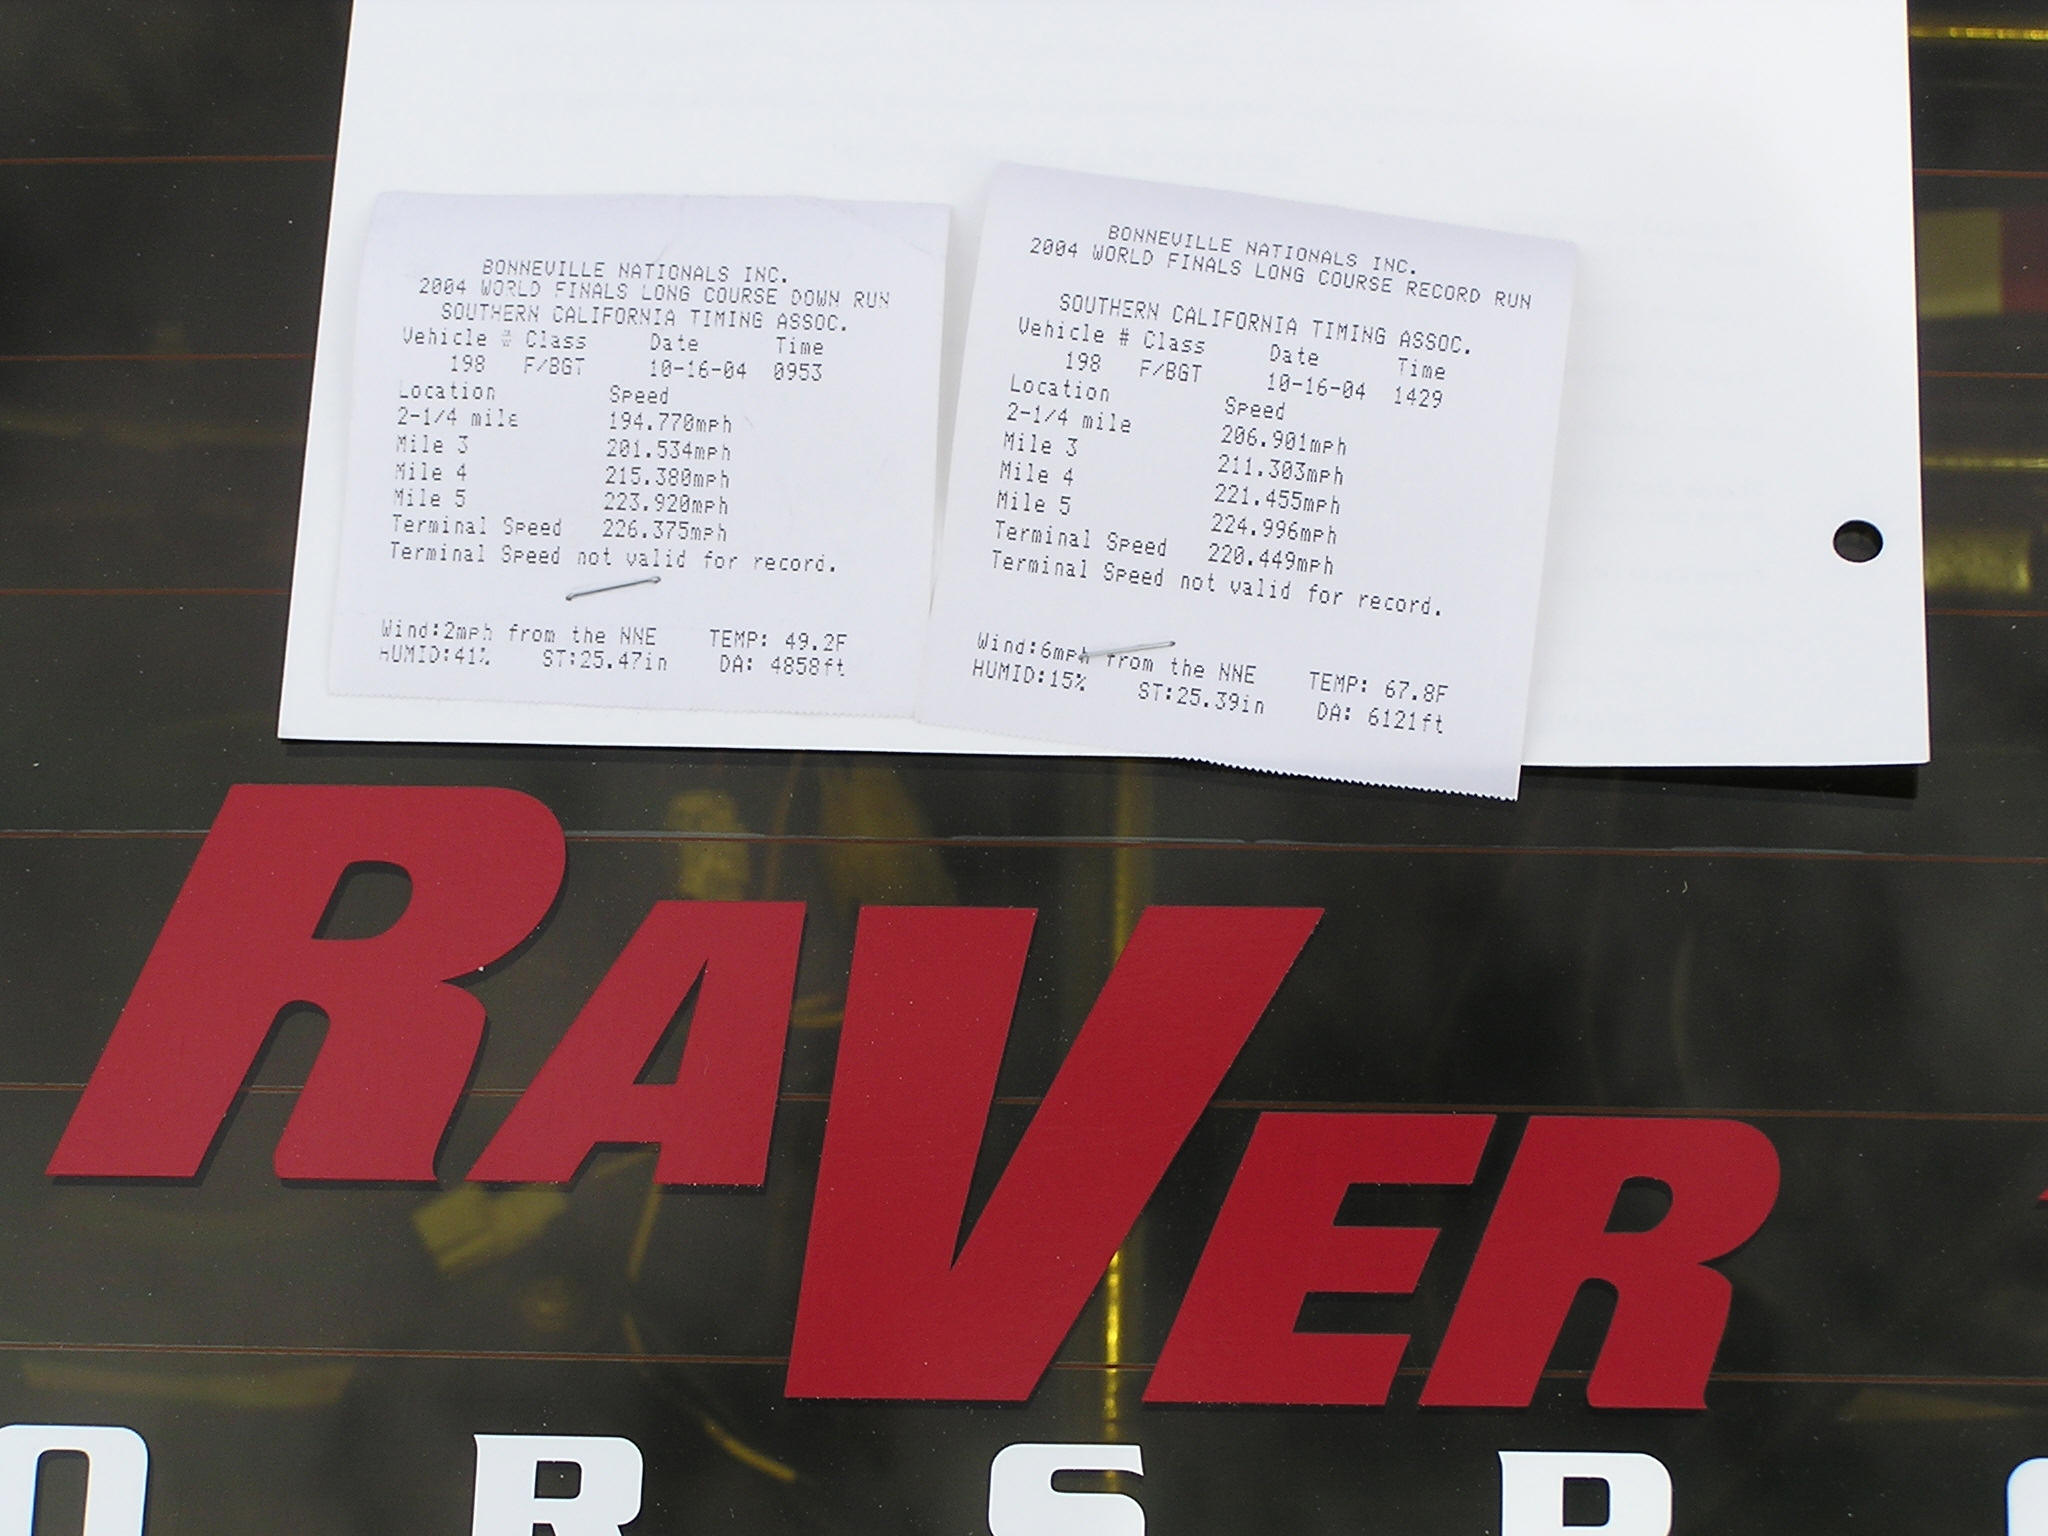 BONNEVILLE NATIONALS INC.
2004 WORLD FINALS LONG COURSE DOWN RUN
SOUTHERN CALIFORNIA TIMING ASSOC.
Vehicle # Class Date Time
198 F/BGT 10-16-04 0953
Location Speed
2-1/4 mile 194.770mph
Mile 3 201.534mph
Mile 4 215.380mph
Mile 5 223.920mph
Terminal Speed 226.375mph
Terminal Speed not valid for record.
Wind:2mph from the NNE TEMP: 49.2F
HUMID:41% ST:25.47in DA: 4858ft
BONNEVILLE NATIONALS INC.
2004 WORLD FINALS LONG COURSE RECORD RUN
SOUTHERN CALIFORNIA TIMING ASSOC.
Vehicle # Class Date Time
198 F/BGT 10-16-04 1429
Location Speed
2-1/4 mile 206.901mph
Mile 3 211.303mph
Mile 4 221.455mph
Mile 5 224.996mph
Terminal Speed 220.449mph
Terminal Speed not valid for record.
Wind:6mph from the NNE TEMP: 67.8F
HUMID:15% ST:25.39in DA: 6121ft
RAVER
R S R